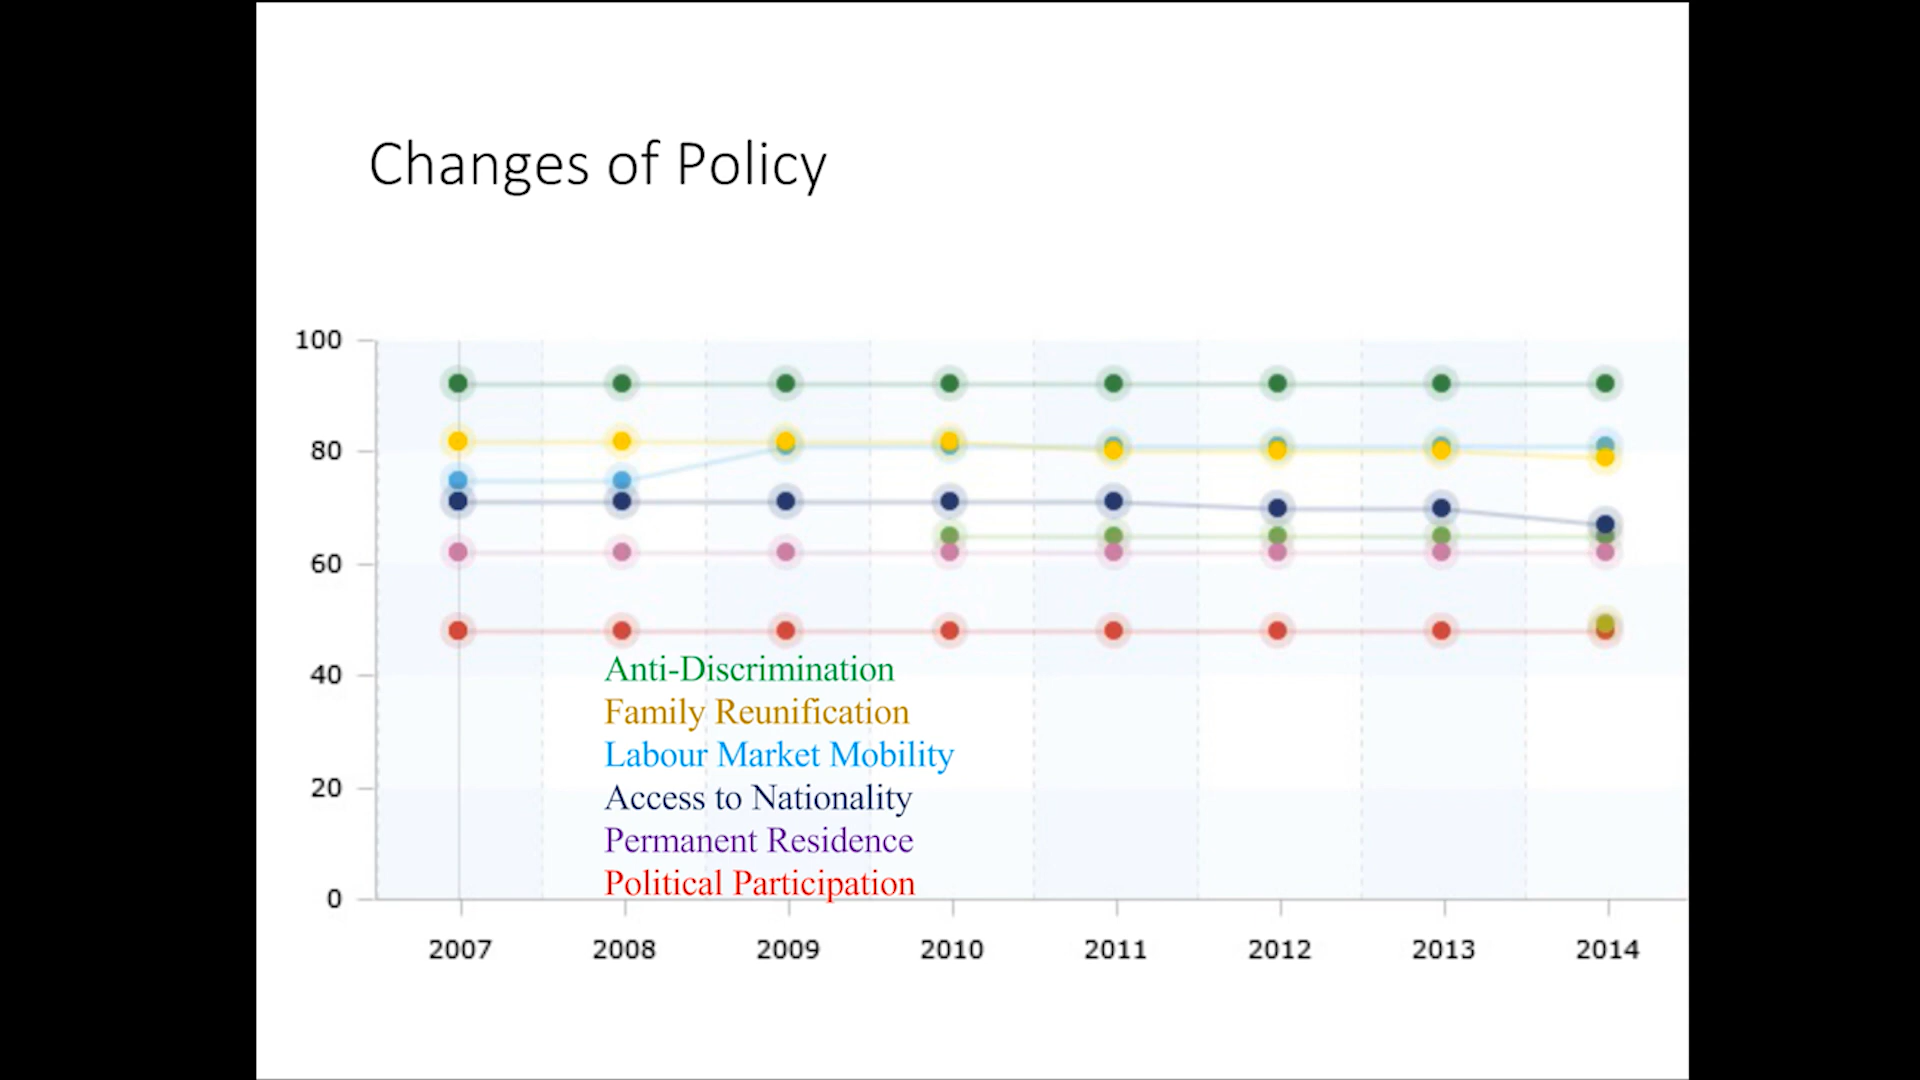 Changes of Policy
100
80
60
40
20
0
Anti-Discrimination
Family Reunification
Labour Market Mobility
Access to Nationality
Permanent Residence
Political Participation
2007 2008 2009 2010 2011 2012 2013 2014